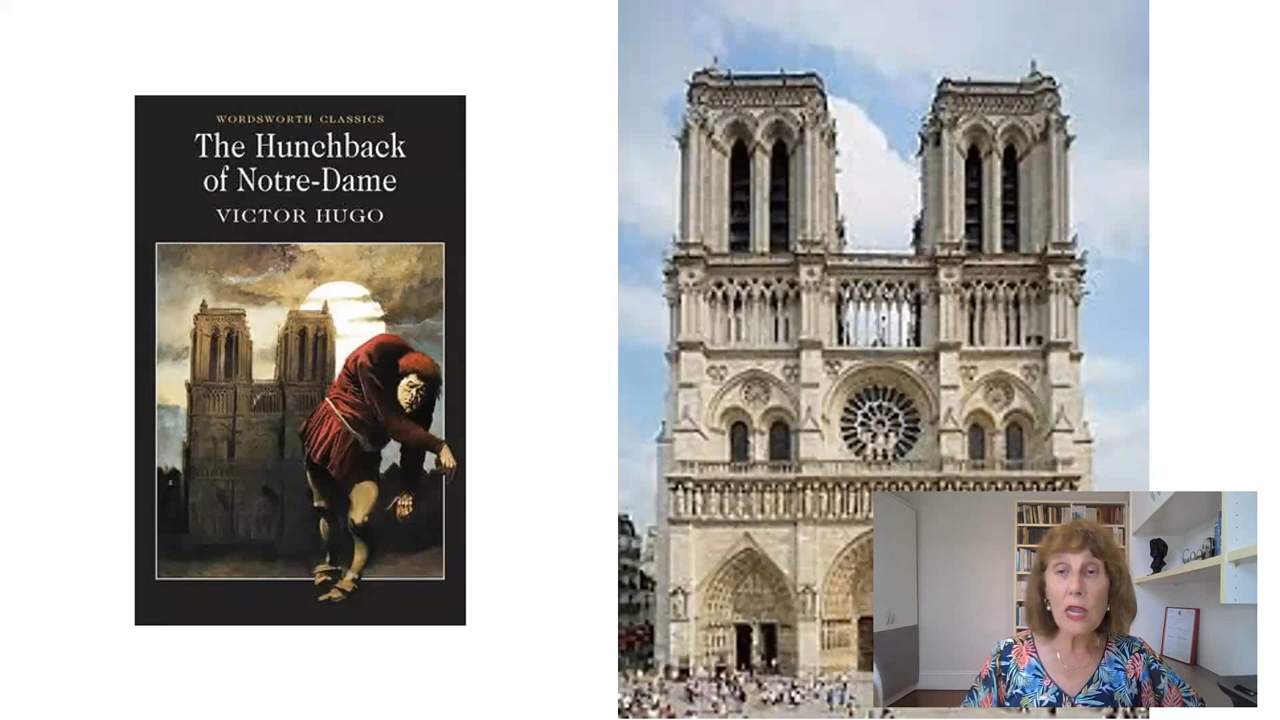 WORDSWORTH CLASSICS
The Hunchback
of Notre-Dame
VICTOR HUGO